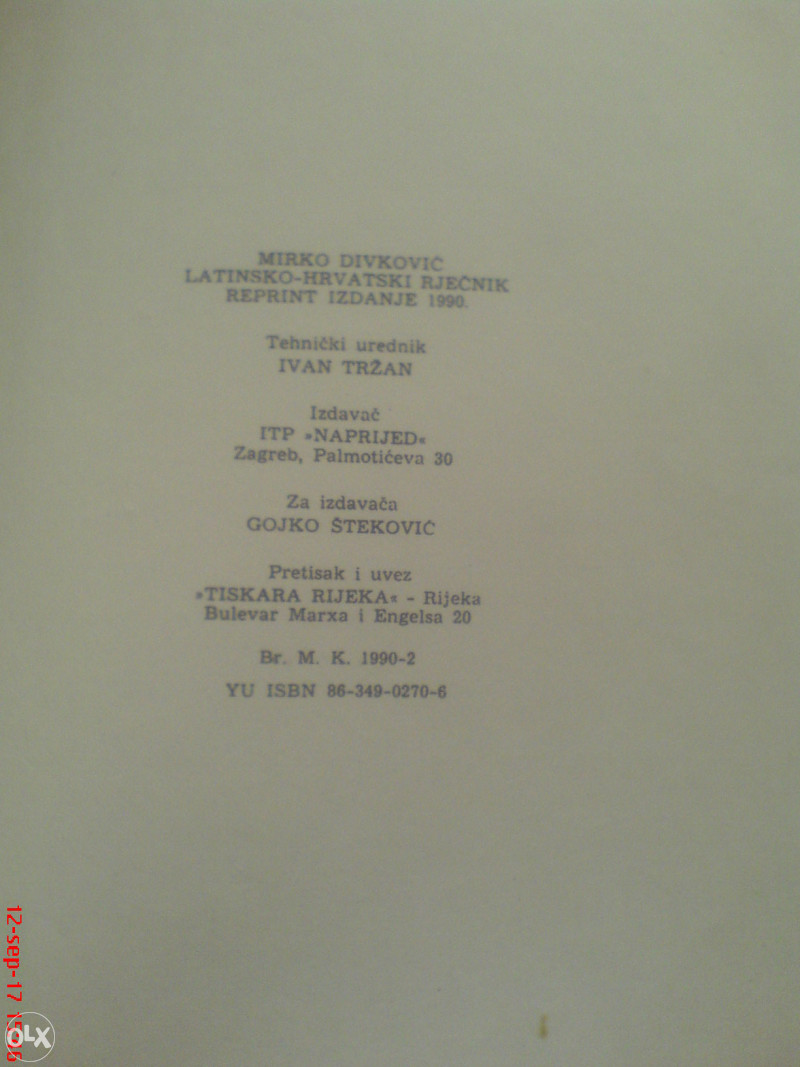 MIRKO DIVKOVIĆ
LATINSKO-HRVATSKI RJEČNIK
REPRINT IZDANJE 1990.
Tehnički urednik
IVAN TRŽAN
Izdavač
ITP »NAPRIJED«
Zagreb, Palmotićeva 30
Za izdavača
GOJKO ŠTEKOVIĆ
Pretisak i uvez
»TISKARA RIJEKA« - Rijeka
Bulevar Marxa i Engelsa 20
Br. M. K. 1990-2
YU ISBN 86-349-0270-6
12-sep-17
OLX